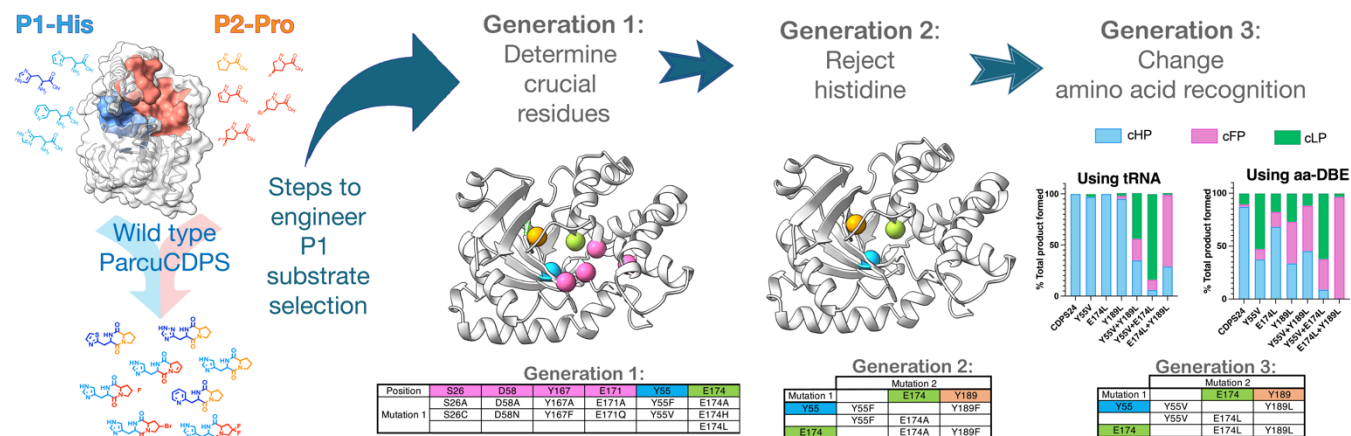 P1-His
P2-Pro
Wild type
ParcuCDPS
Steps to
engineer
P1
substrate
selection
Generation 1:
Determine
crucial
residues
Generation 2:
Reject
histidine
Generation 3:
Change
amino acid recognition
cHP
cFP
cLP
Using tRNA
% Total product formed
100
50
0
CDPS24
Y55V
E174L
Y189L
Y55V+Y189L
Y55V+E174L
E174L+Y189L
Using aa-DBE
% Total product formed
100
50
0
CDPS24
Y55V
E174L
Y189L
Y55V+Y189L
Y55V+E174L
E174L+Y189L
Generation 1:
Position S26 D58 Y167 E171 Y55 E174
Mutation 1 S26A D58A Y167A E171A Y55F E174A
S26C D58N Y167F E171Q Y55V E174H
E174L
Generation 2:
Mutation 2
Mutation 1 E174 Y189
Y55 Y55F Y189F
Y55F E174A
E174 E174A Y189F
Generation 3:
Mutation 2
Mutation 1 E174 Y189
Y55 Y55V Y189L
Y55V E174L
E174 E174L Y189L